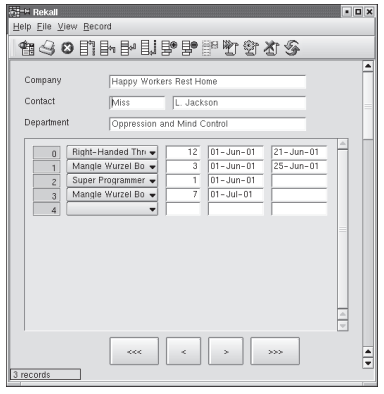 Rekall
Help File View Record
Company Happy Workers Rest Home
Contact Miss L. Jackson
Department Oppression and Mind Control
0 Right-Handed Thr 12 01-Jun-01 21-Jun-01
1 Mangle Wurzel Bo 3 01-Jun-01 25-Jun-01
2 Super Programmer 1 01-Jun-01
3 Mangle Wurzel Bo 7 01-Jul-01
4
<<< < > >>>
3 records